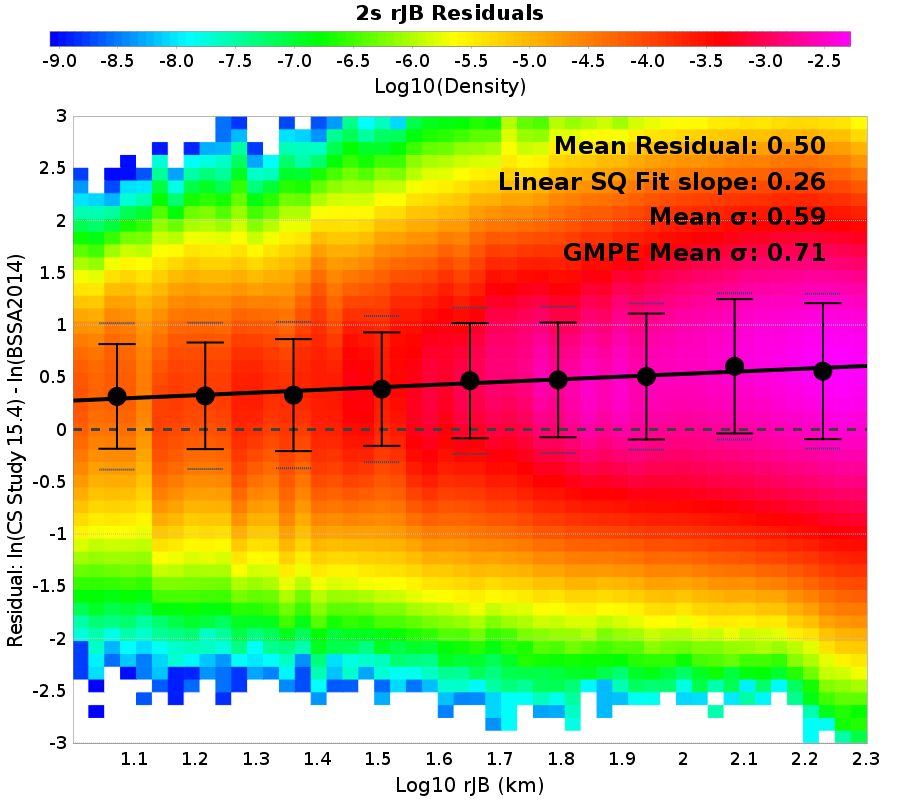 2s rJB Residuals
-9.0 -8.5 -8.0 -7.5 -7.0 -6.5 -6.0 -5.5 -5.0 -4.5 -4.0 -3.5 -3.0 -2.5
Log10(Density)
Mean Residual: 0.50
Linear SQ Fit slope: 0.26
Mean σ: 0.59
GMPE Mean σ: 0.71
Residual: ln(CS Study 15.4) - ln(BSSA2014)
3
2.5
2
1.5
1
0.5
0
-0.5
-1
-1.5
-2
-2.5
-3
1.1 1.2 1.3 1.4 1.5 1.6 1.7 1.8 1.9 2 2.1 2.2 2.3
Log10 rJB (km)